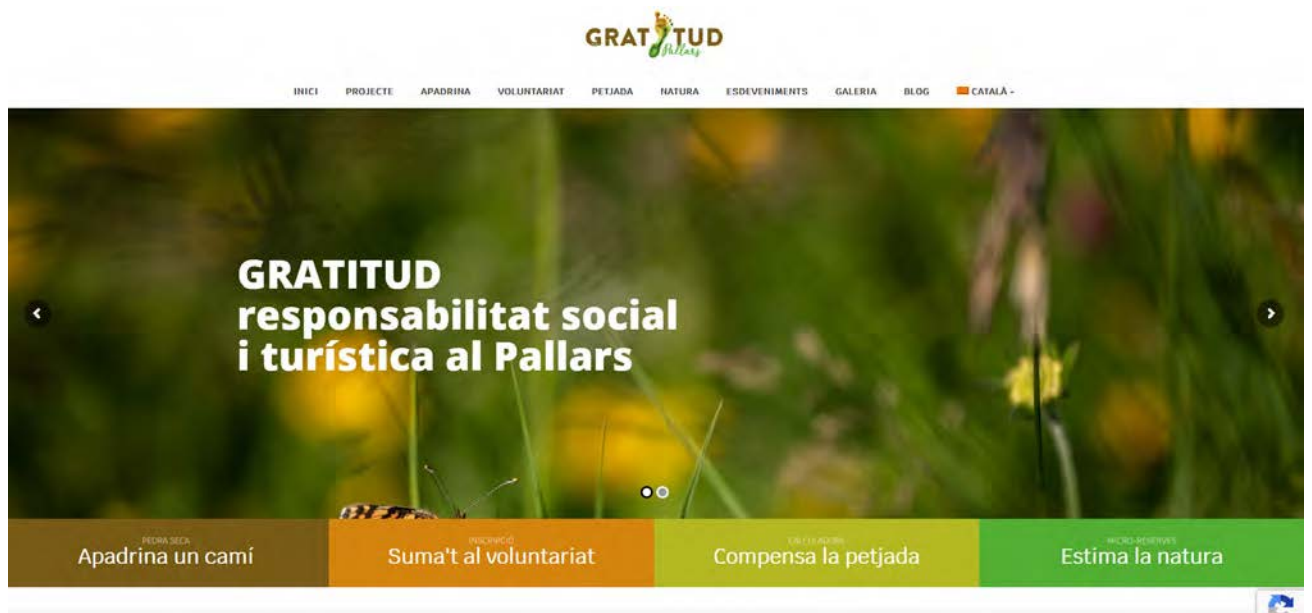 GRATITUD
Pallars
INICI PROJECTE APADRINA VOLUNTARIAT PETJADA NATURA ESDEVENIMENTS GALERIA BLOG CATALÀ
GRATITUD
responsabilitat social
i turística al Pallars
PEDRA SECA
Apadrina un camí
INSCRIPCIÓ
Suma't al voluntariat
CALCULADORA
Compensa la petjada
MICRO-RESERVES
Estima la natura